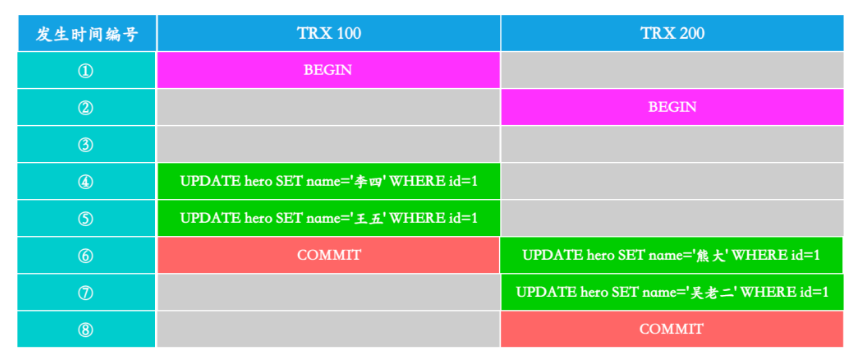 发生时间编号 TRX 100 TRX 200
① BEGIN
② BEGIN
③
④ UPDATE hero SET name='李四' WHERE id=1
⑤ UPDATE hero SET name='王五' WHERE id=1
⑥ COMMIT UPDATE hero SET name='熊大' WHERE id=1
⑦ UPDATE hero SET name='吴老二' WHERE id=1
⑧ COMMIT